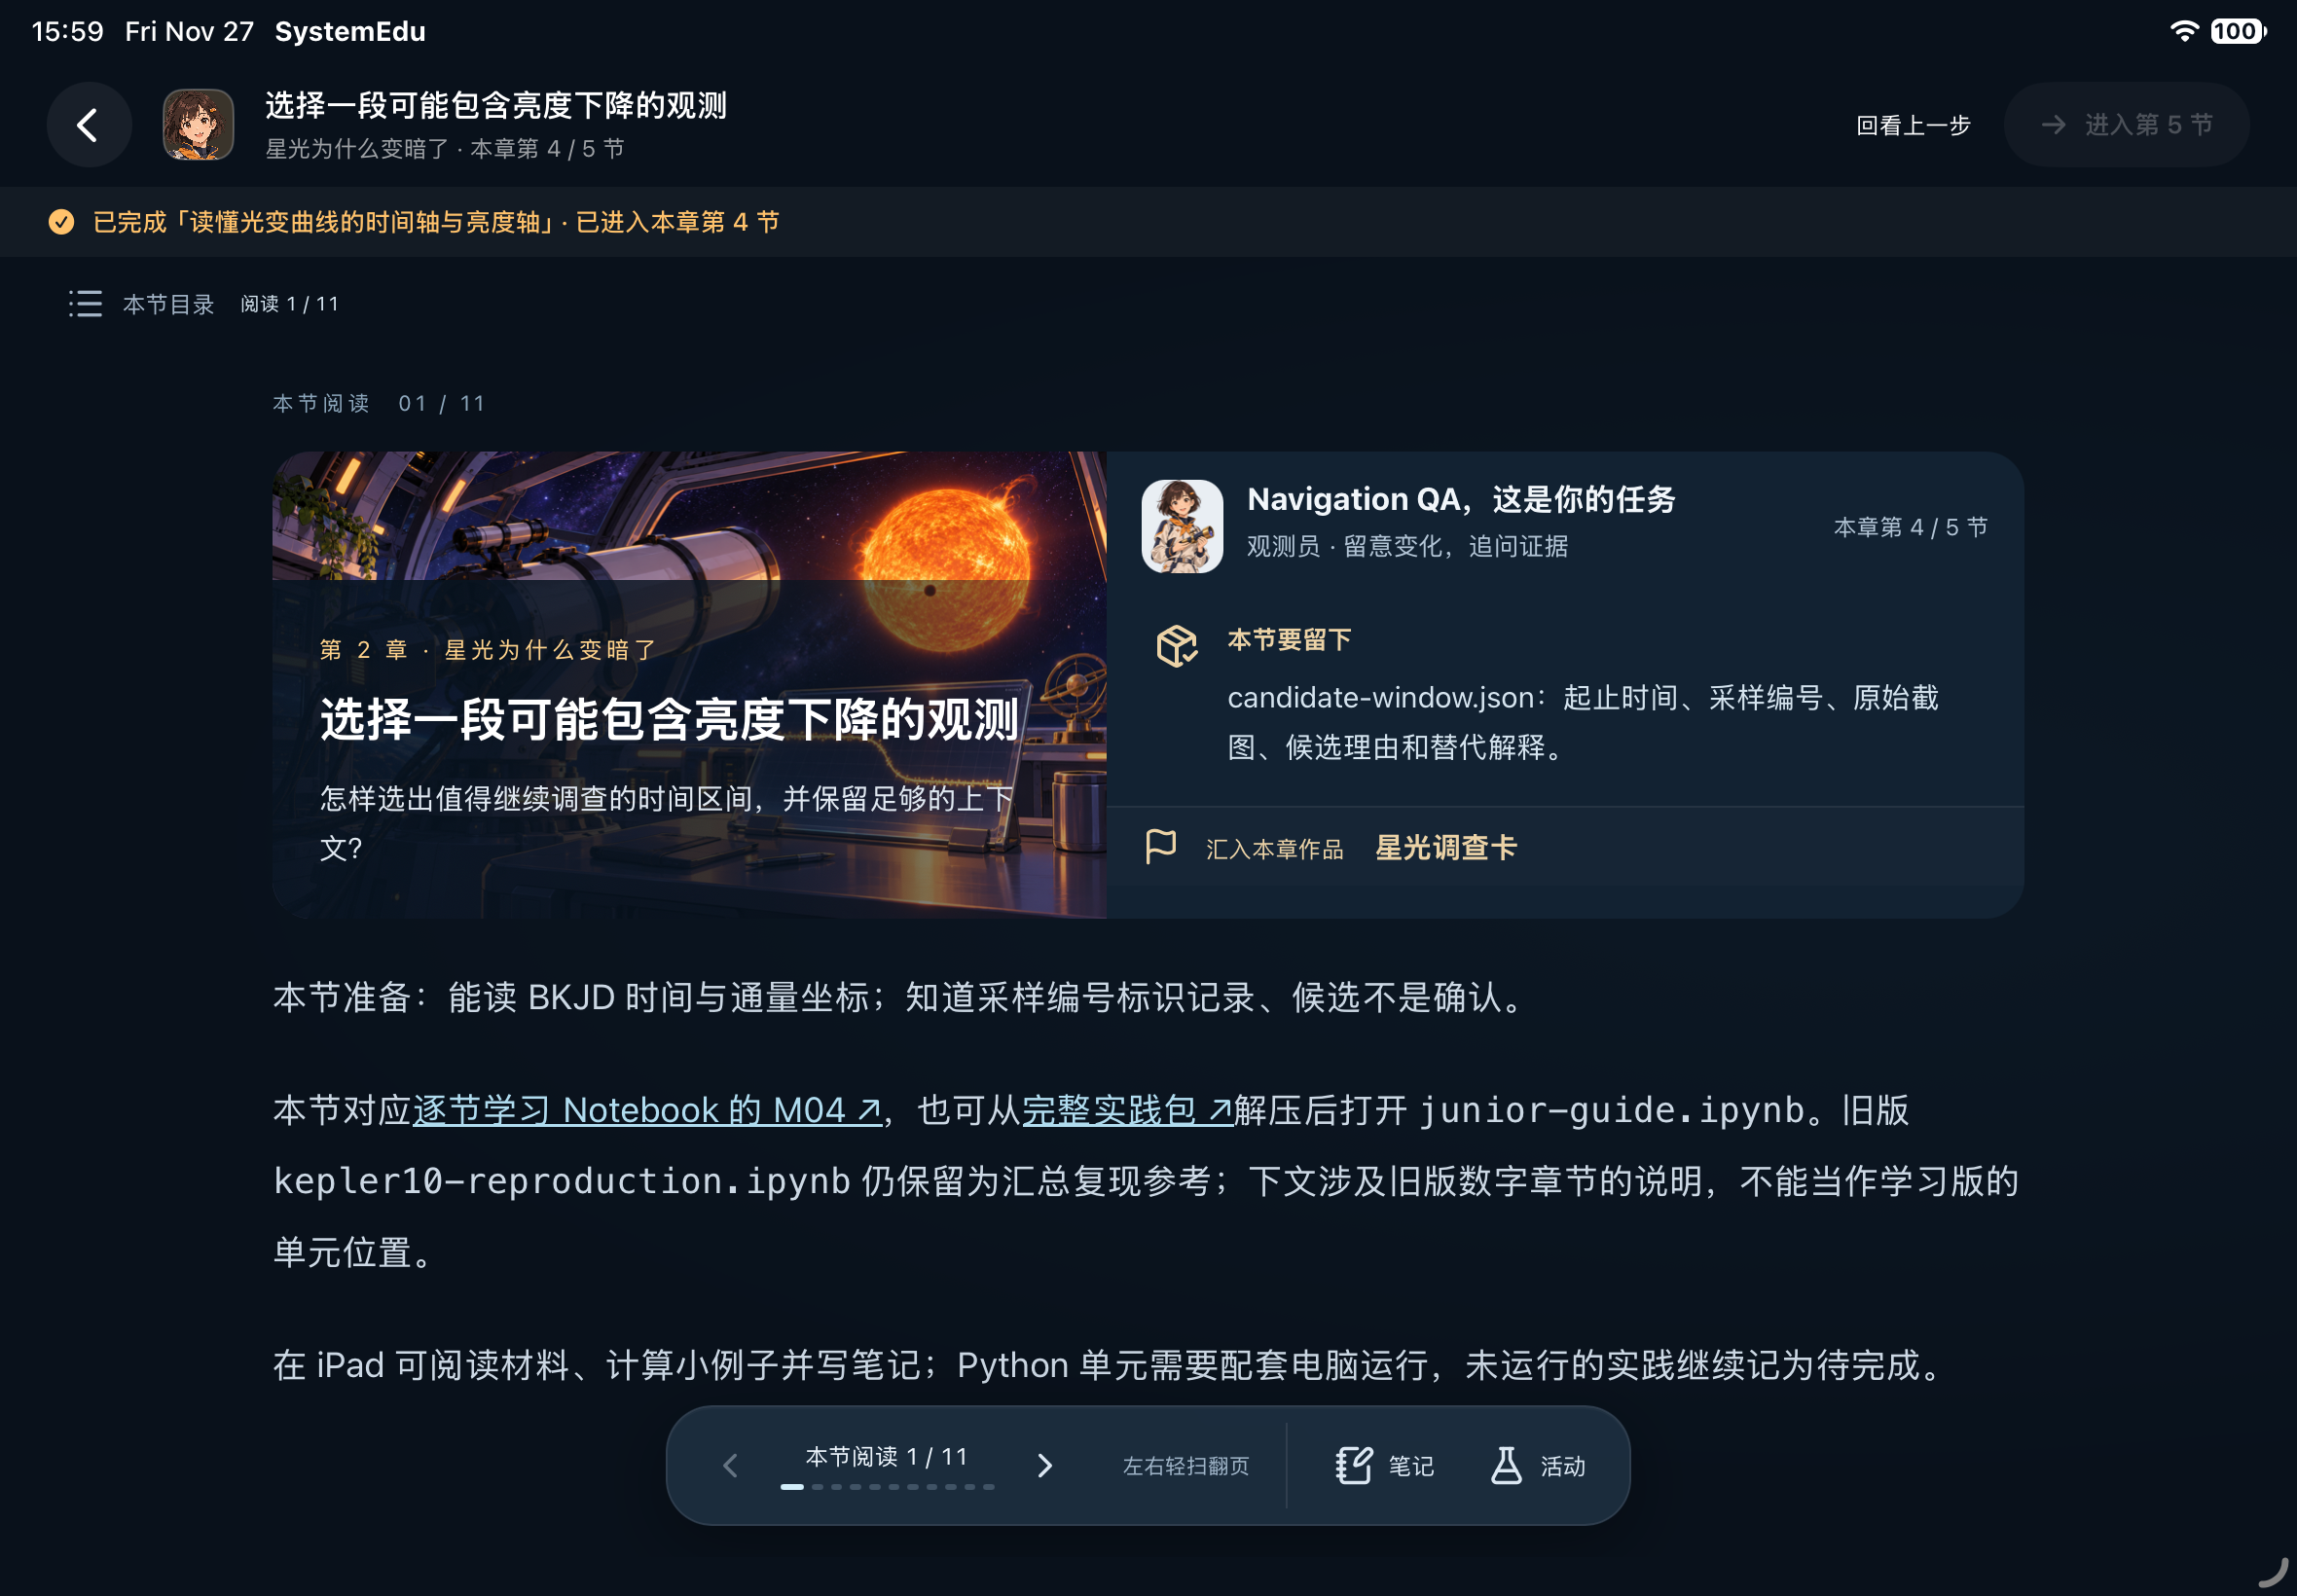 15:59 Fri Nov 27 SystemEdu
100
选择一段可能包含亮度下降的观测
星光为什么变暗了 · 本章第 4 / 5 节
回看上一步
进入第 5 节
已完成「读懂光变曲线的时间轴与亮度轴」· 已进入本章第 4 节
本节目录 阅读 1 / 11
本节阅读 01 / 11
第 2 章 · 星光为什么变暗了
选择一段可能包含亮度下降的观测
怎样选出值得继续调查的时间区间，并保留足够的上下
文？
Navigation QA，这是你的任务
观测员 · 留意变化，追问证据
本章第 4 / 5 节
本节要留下
candidate-window.json：起止时间、采样编号、原始截
图、候选理由和替代解释。
汇入本章作品 星光调查卡
本节准备：能读 BKJD 时间与通量坐标；知道采样编号标识记录、候选不是确认。
本节对应逐节学习 Notebook 的 M04 ↗，也可从完整实践包 ↗解压后打开 junior-guide.ipynb。旧版
kepler10-reproduction.ipynb 仍保留为汇总复现参考；下文涉及旧版数字章节的说明，不能当作学习版的
单元位置。
在 iPad 可阅读材料、计算小例子并写笔记；Python 单元需要配套电脑运行，未运行的实践继续记为待完成。
本节阅读 1 / 11
左右轻扫翻页
笔记
活动